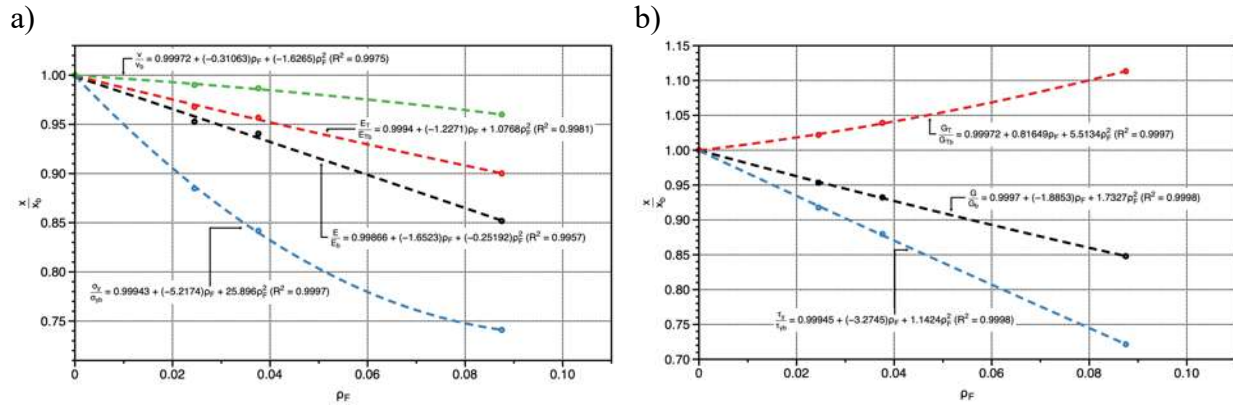 a)
1.00
0.95
0.90
0.85
0.80
0.75
x/x₀
0
0.02
0.04
0.06
0.08
0.10
ρF
ν/νb = 0.99972 + (−0.31063)ρF + (−1.6265)ρF² (R² = 0.9975)
ET/ETb = 0.9994 + (−1.2271)ρF + 1.0768ρF² (R² = 0.9981)
E/Eb = 0.99866 + (−1.6523)ρF + (−0.25192)ρF² (R² = 0.9957)
σy/σyb = 0.99943 + (−5.2174)ρF + 25.896ρF² (R² = 0.9997)
b)
1.15
1.10
1.05
1.00
0.95
0.90
0.85
0.80
0.75
0.70
x/x₀
0
0.02
0.04
0.06
0.08
0.10
ρF
GT/GTb = 0.99972 + 0.81649ρF + 5.5134ρF² (R² = 0.9997)
G/Gb = 0.9997 + (−1.8853)ρF + 1.7327ρF² (R² = 0.9998)
τy/τyb = 0.99945 + (−3.2745)ρF + 1.1424ρF² (R² = 0.9998)